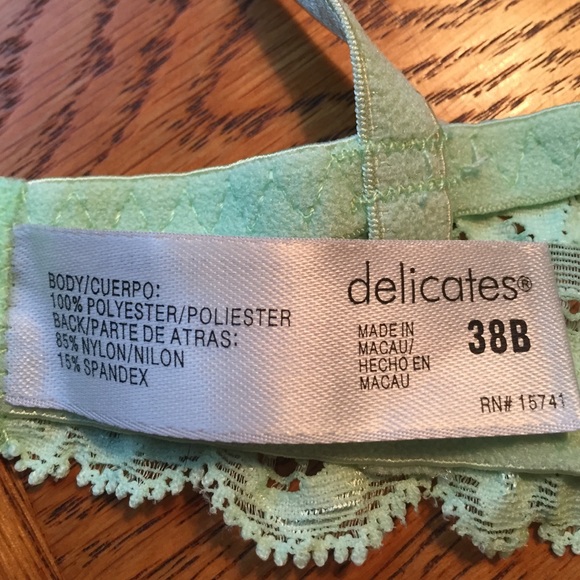 BODY/CUERPO:
100% POLYESTER/POLIESTER
BACK/PARTE DE ATRAS:
85% NYLON/NILON
15% SPANDEX
delicates®
MADE IN
MACAU/
HECHO EN
MACAU
38B
RN# 15741